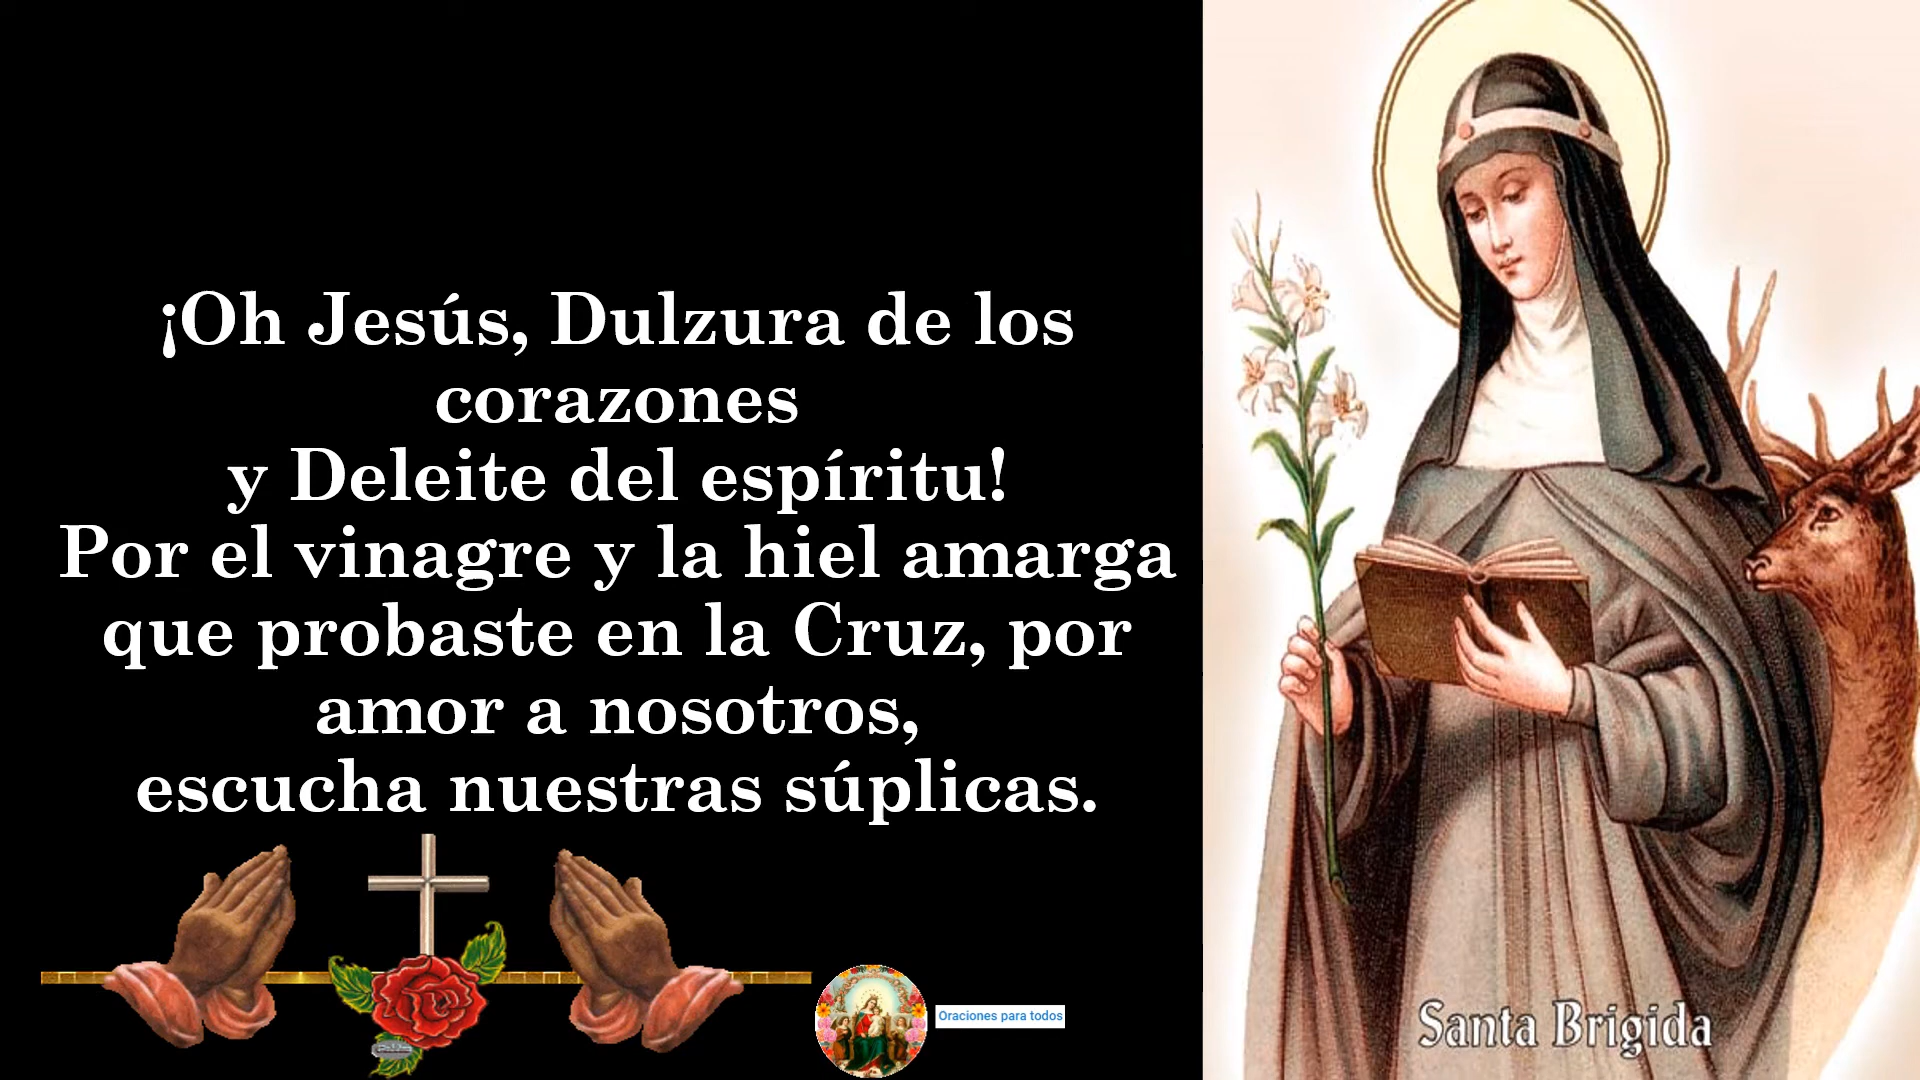 ¡Oh Jesús, Dulzura de los
corazones
y Deleite del espíritu!
Por el vinagre y la hiel amarga
que probaste en la Cruz, por
amor a nosotros,
escucha nuestras súplicas.
Oraciones para todos
Santa Brigida